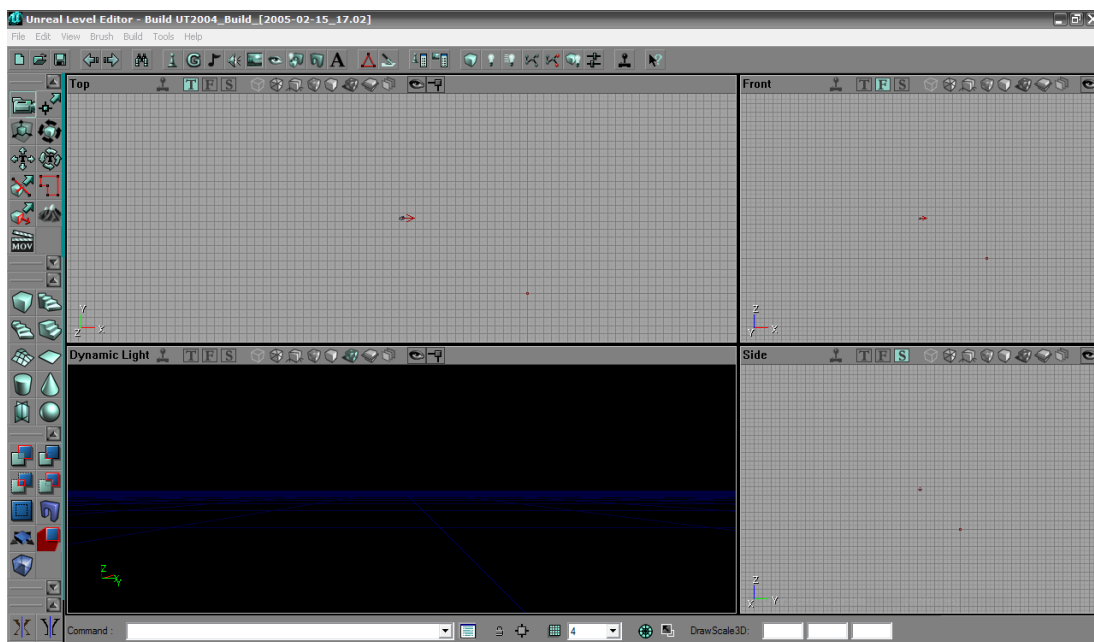 Unreal Level Editor - Build UT2004_Build_[2005-02-15_17.02]
File Edit View Brush Build Tools Help
Top T F S
Front T F S
Y Z X
Z Y X
MOV
Dynamic Light T F S
Side T F S
Z X Y
Z X Y
Command : 4 DrawScale3D: